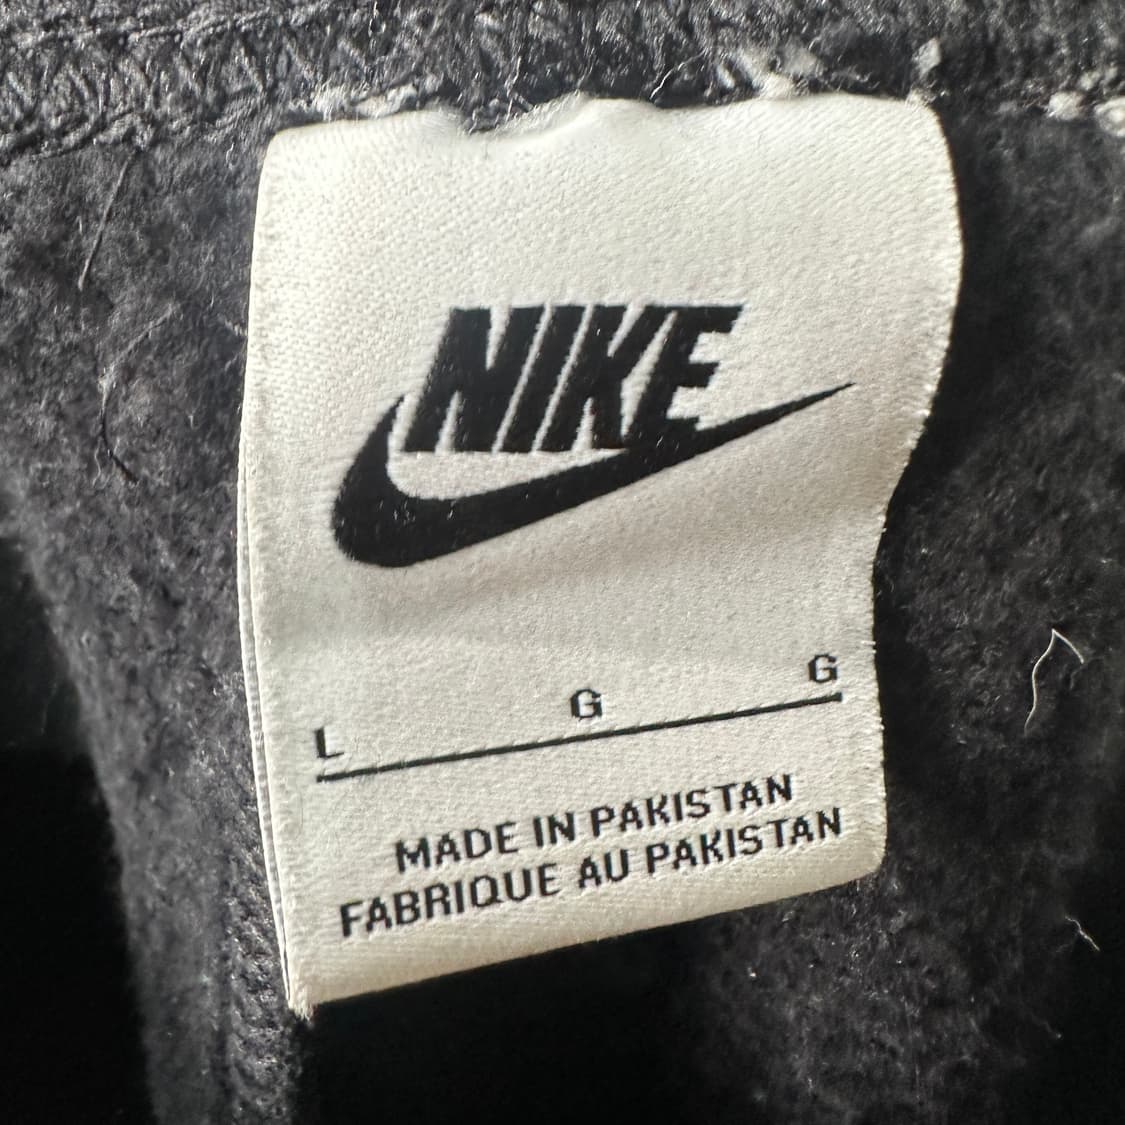 NIKE
L G G
MADE IN PAKISTAN
FABRIQUE AU PAKISTAN